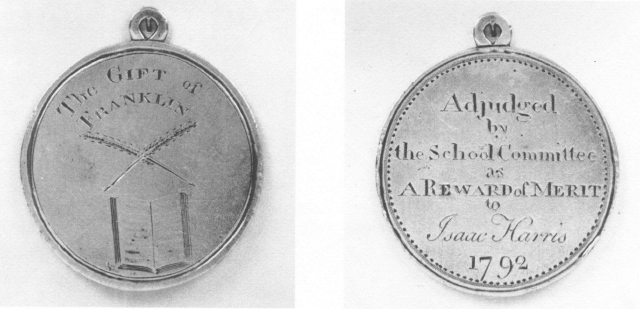 The GIFT of
FRANKLIN
Adjudged
by
the School Committee
as
A REWARD of MERIT
to
Isaac Harris
1792